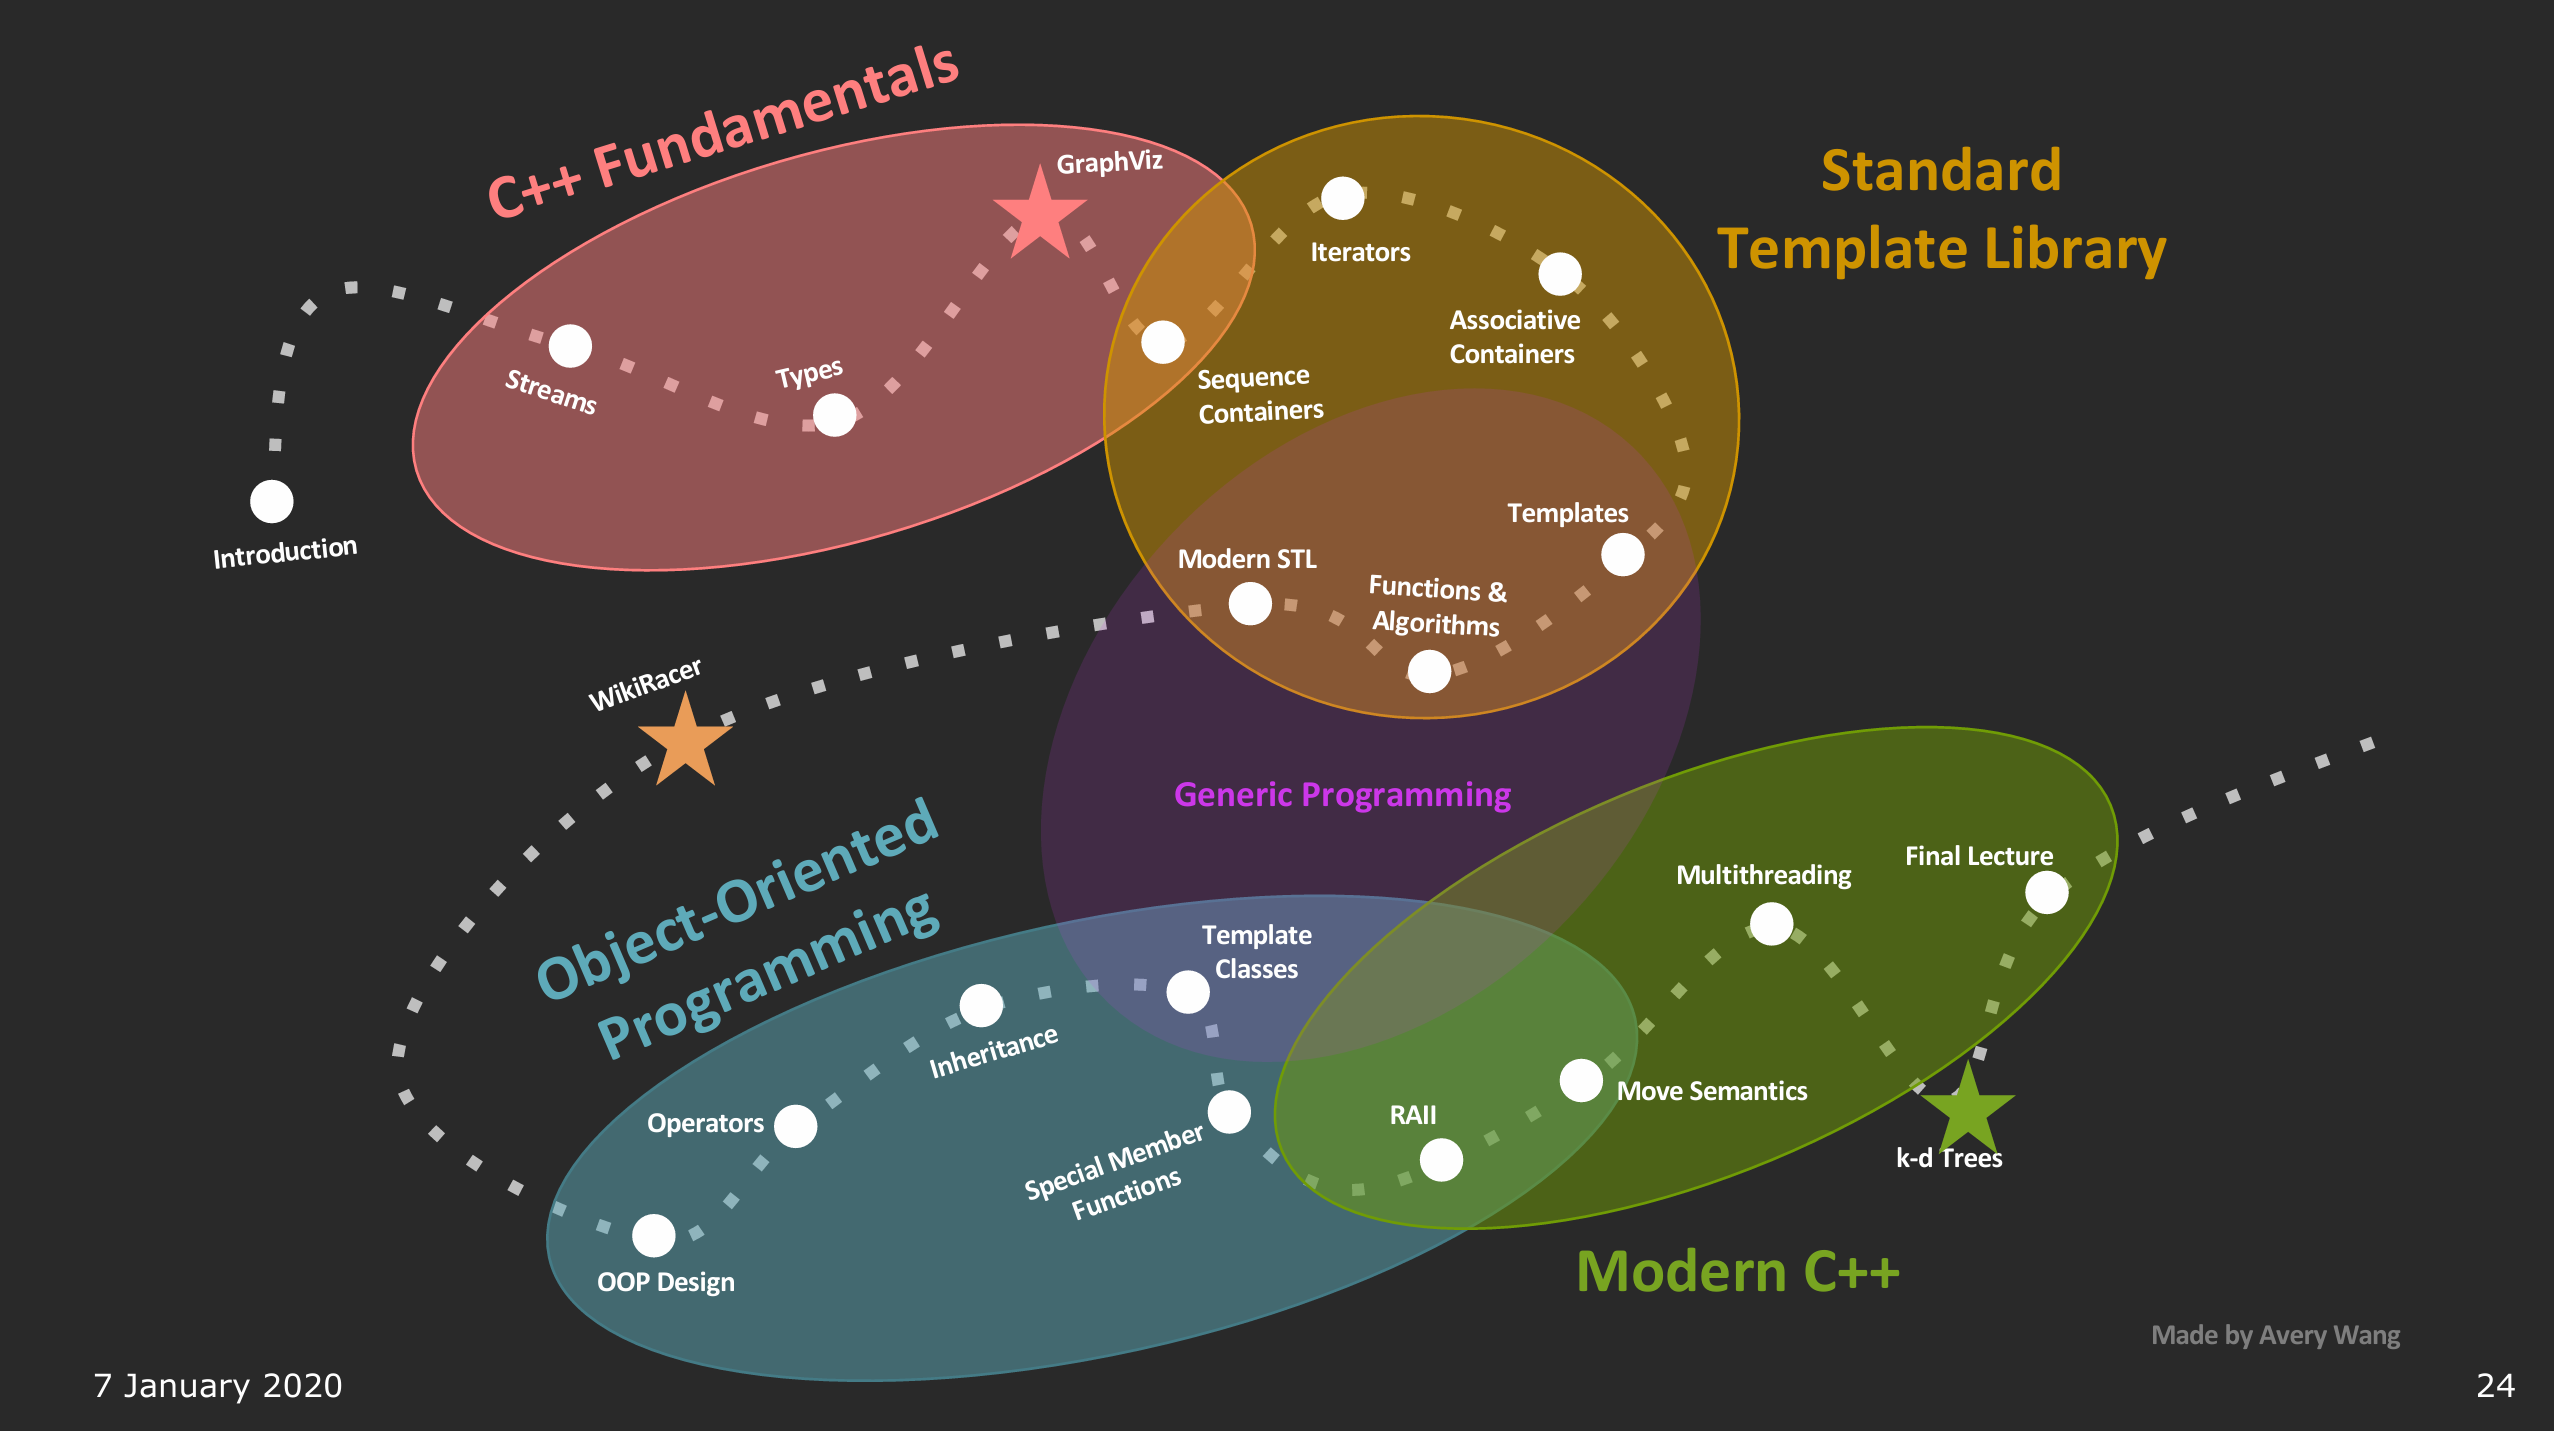 C++ Fundamentals
GraphViz
Standard
Template Library
Iterators
Associative
Containers
Streams
Types
Sequence
Containers
Introduction
Templates
Modern STL
Functions &
Algorithms
WikiRacer
Generic Programming
Object-Oriented
Programming
Multithreading
Final Lecture
Template
Classes
Inheritance
Operators
Move Semantics
RAII
Special Member
Functions
k-d Trees
OOP Design
Modern C++
Made by Avery Wang
7 January 2020
24